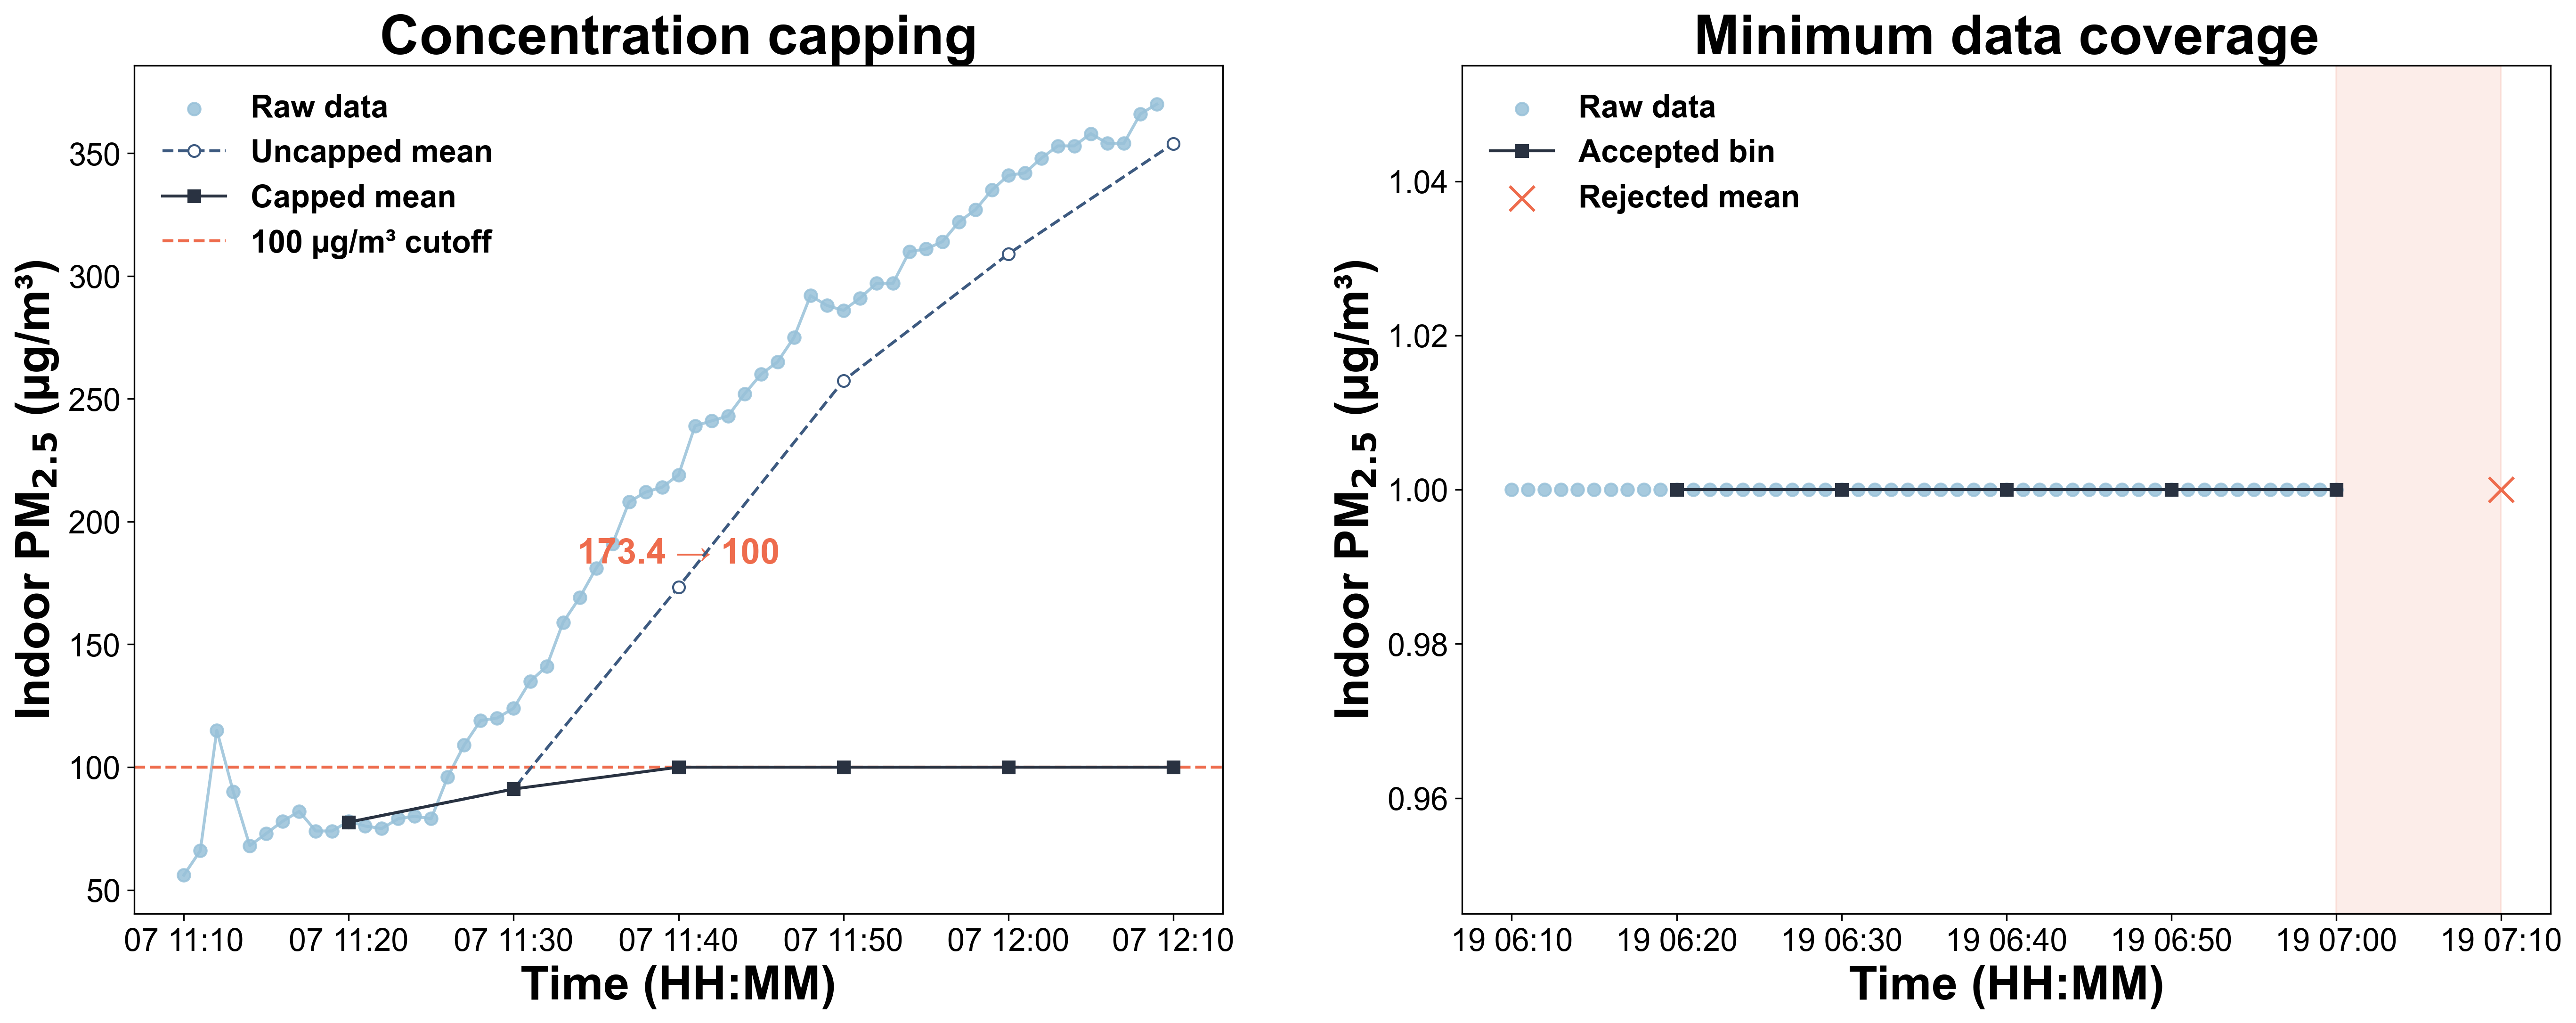 Concentration capping
Raw data
Uncapped mean
Capped mean
100 µg/m³ cutoff
173.4 → 100
Indoor PM₂.₅ (µg/m³)
350
300
250
200
150
100
50
07 11:10
07 11:20
07 11:30
07 11:40
07 11:50
07 12:00
07 12:10
Time (HH:MM)
Minimum data coverage
Raw data
Accepted bin
Rejected mean
Indoor PM₂.₅ (µg/m³)
1.04
1.02
1.00
0.98
0.96
19 06:10
19 06:20
19 06:30
19 06:40
19 06:50
19 07:00
19 07:10
Time (HH:MM)